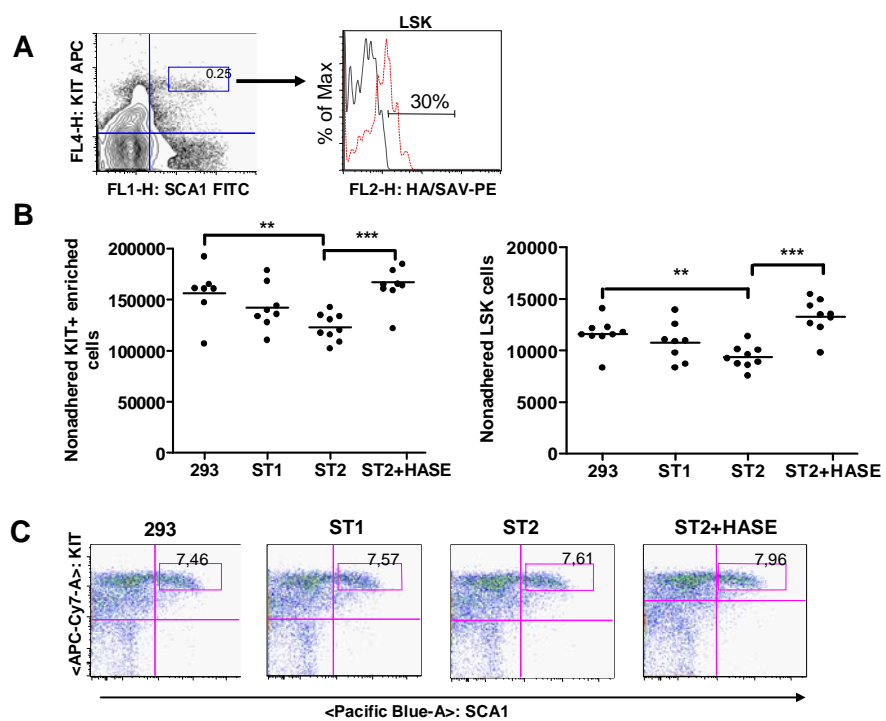 A
LSK
FL4-H: KIT APC
0.25
FL1-H: SCA1 FITC
% of Max
30%
FL2-H: HA/SAV-PE
B
Nonadhered KIT+ enriched
cells
200000
150000
100000
50000
0
**
***
293
ST1
ST2
ST2+HASE
Nonadhered LSK cells
20000
15000
10000
5000
0
**
***
293
ST1
ST2
ST2+HASE
C
293
ST1
ST2
ST2+HASE
<APC-Cy7-A>: KIT
7,46
7,57
7,61
7,96
<Pacific Blue-A>: SCA1